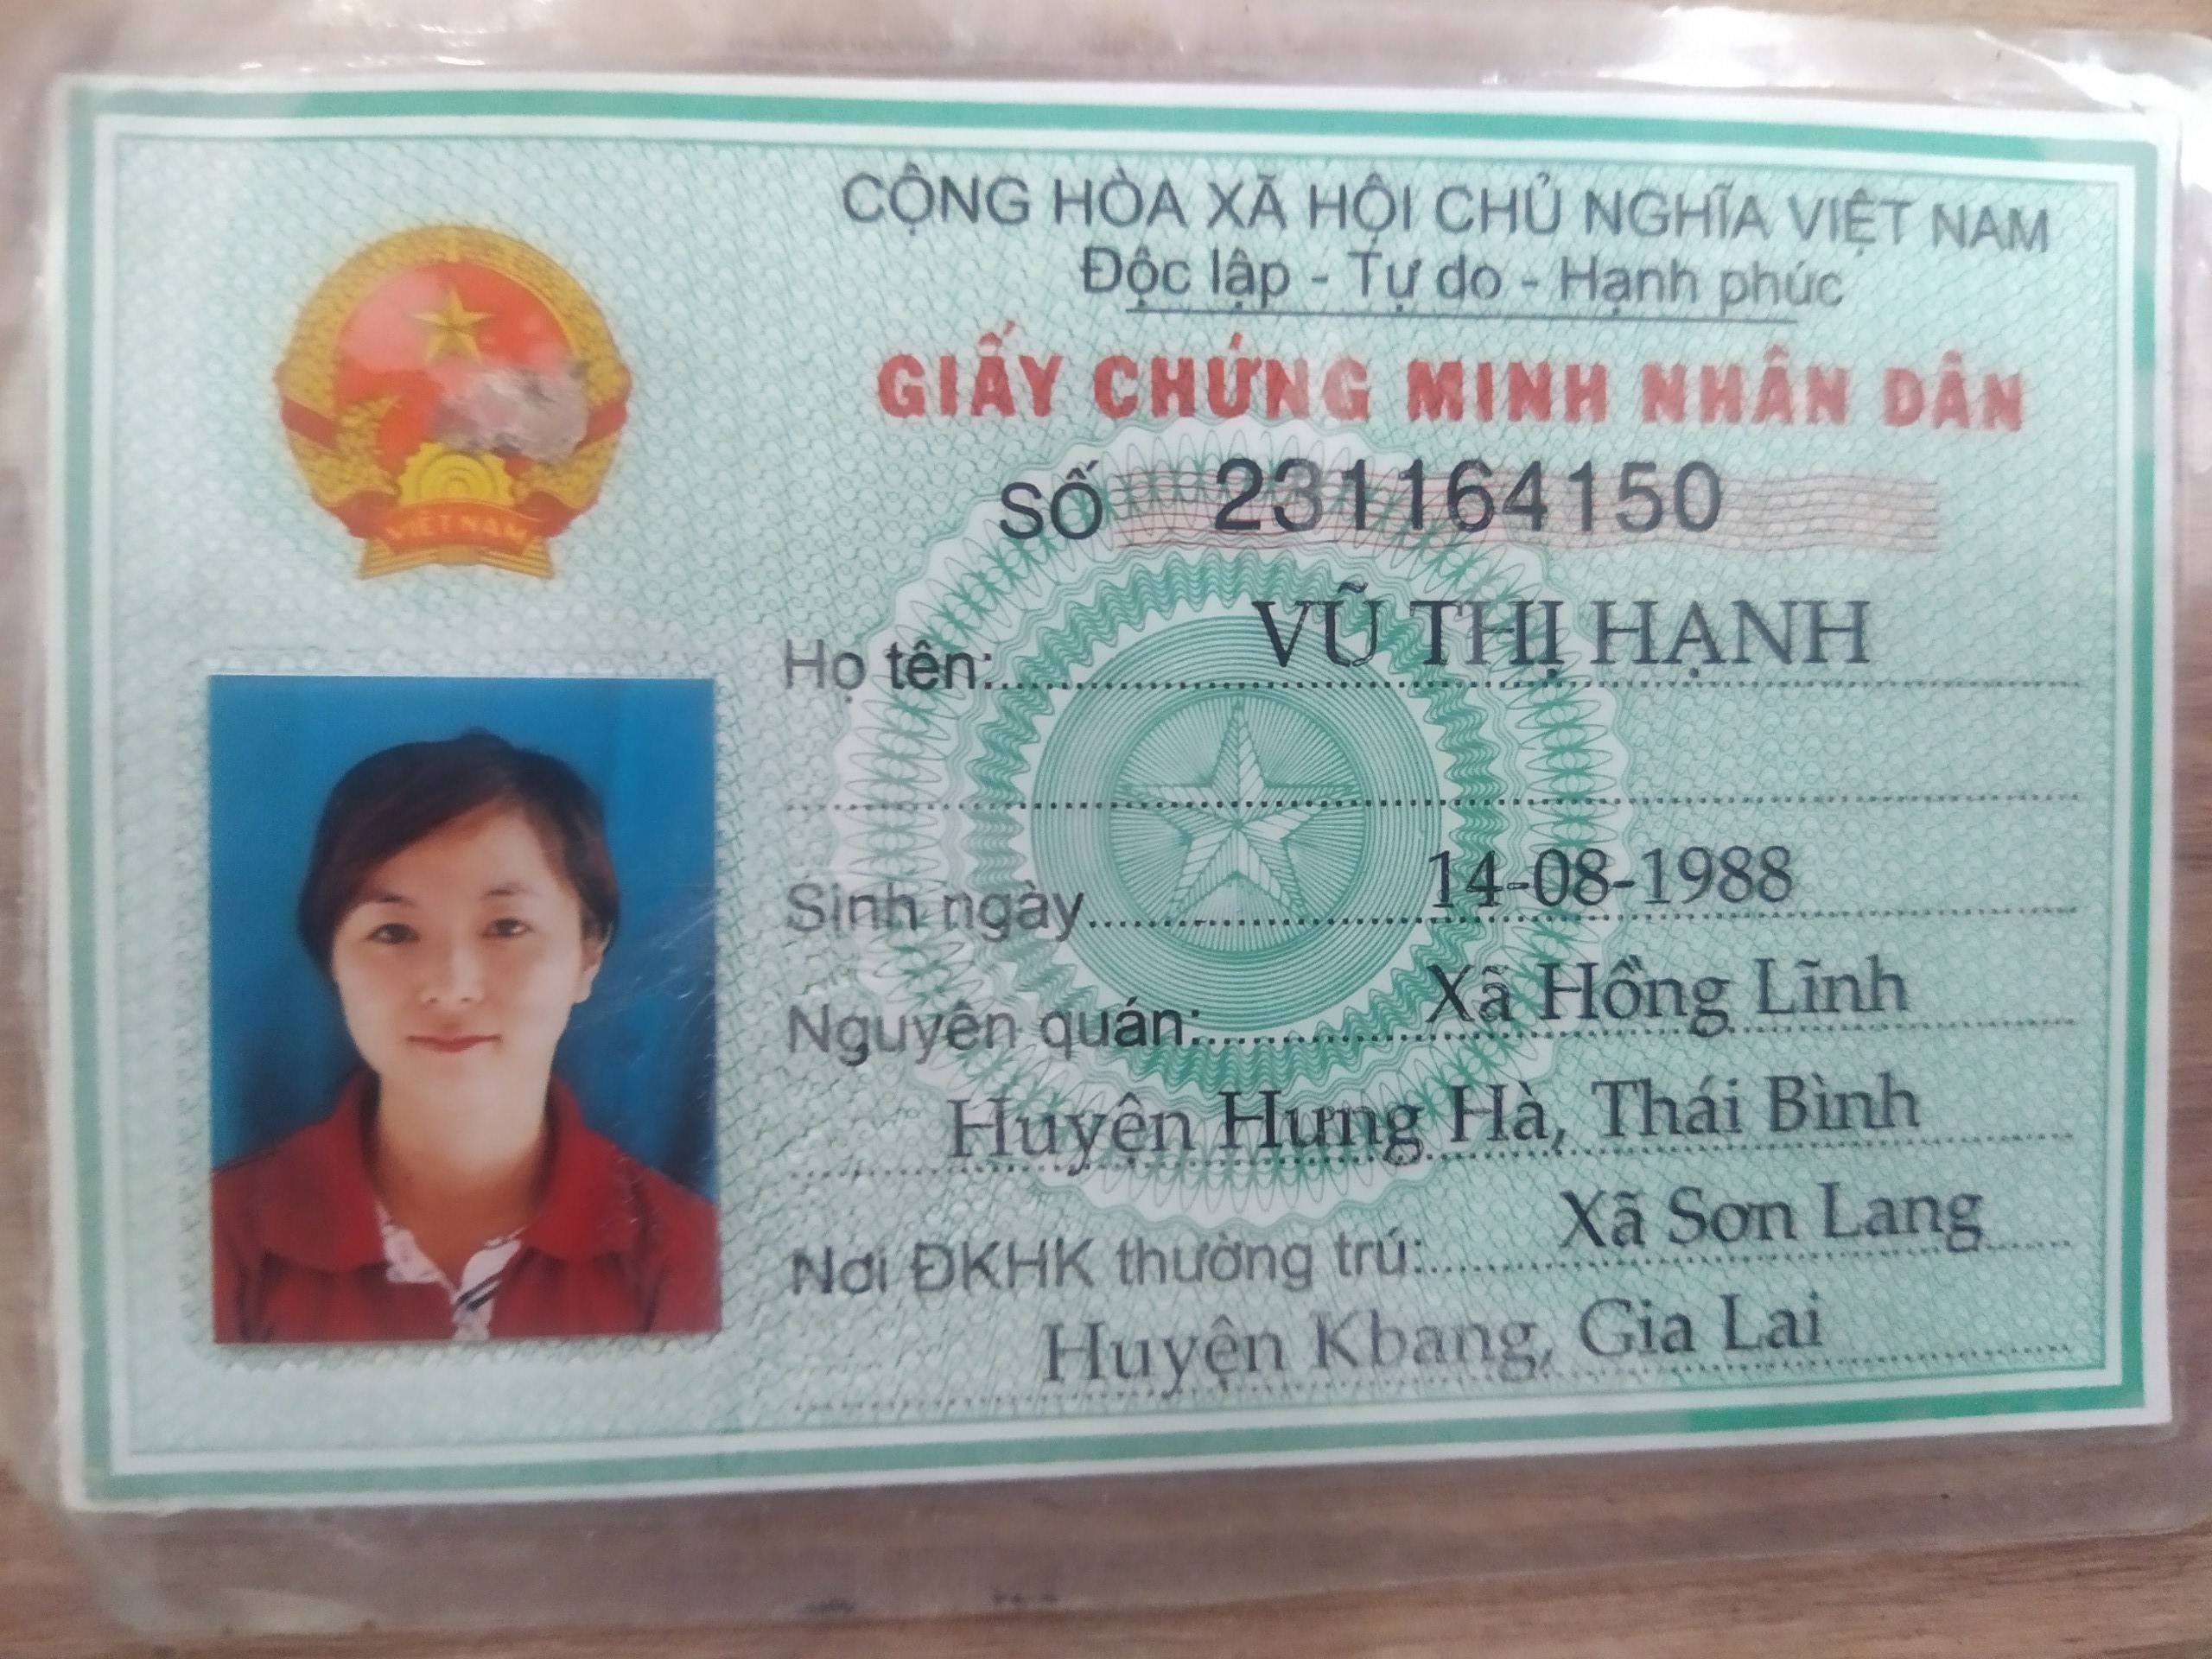 CỘNG HÒA XÃ HỘI CHỦ NGHĨA VIỆT NAM
Độc lập - Tự do - Hạnh phúc
GIẤY CHỨNG MINH NHÂN DÂN
SỐ 231164150
VIỆT NAM
Họ tên: VŨ THỊ HẠNH
Sinh ngày 14-08-1988
Nguyên quán: Xã Hồng Lĩnh
Huyện Hưng Hà, Thái Bình
Nơi ĐKHK thường trú: Xã Sơn Lang
Huyện Kbang, Gia Lai